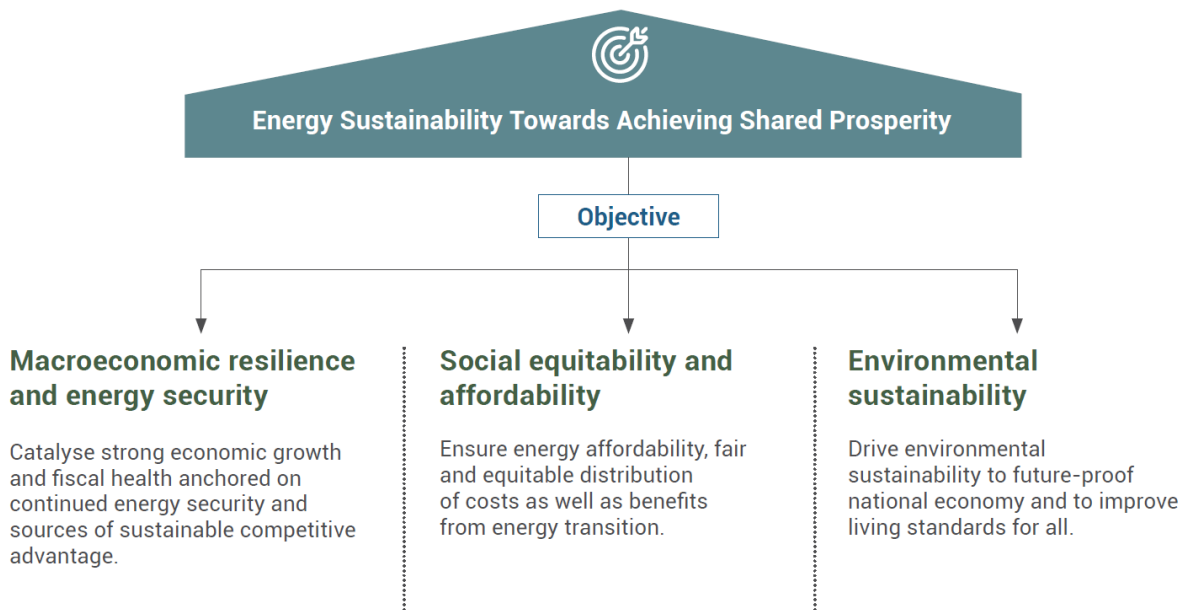 Energy Sustainability Towards Achieving Shared Prosperity
Objective
Macroeconomic resilience
and energy security
Catalyse strong economic growth
and fiscal health anchored on
continued energy security and
sources of sustainable competitive
advantage.
Social equitability and
affordability
Ensure energy affordability, fair
and equitable distribution
of costs as well as benefits
from energy transition.
Environmental
sustainability
Drive environmental
sustainability to future-proof
national economy and to improve
living standards for all.